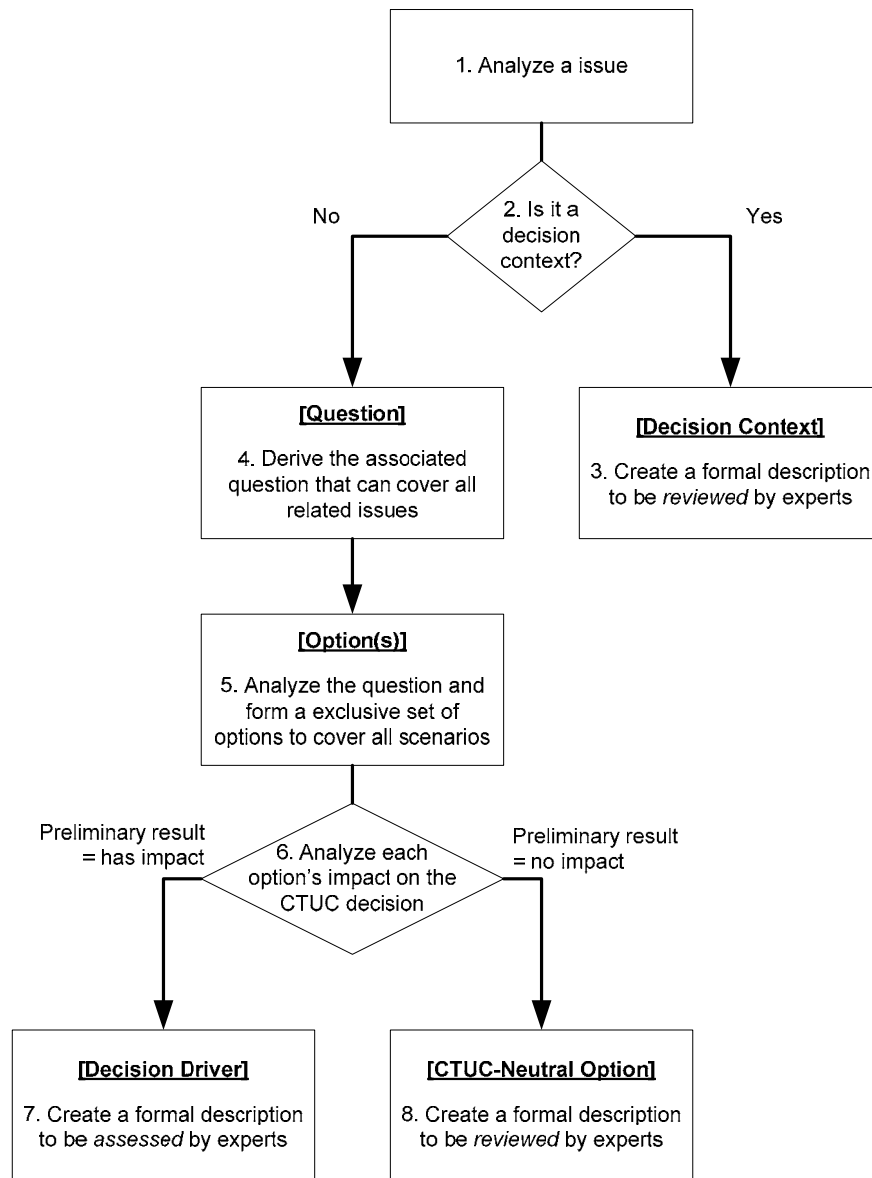 1. Analyze a issue
2. Is it a
decision
context?
No
Yes
[Question]
4. Derive the associated
question that can cover all
related issues
[Decision Context]
3. Create a formal description
to be reviewed by experts
[Option(s)]
5. Analyze the question and
form a exclusive set of
options to cover all scenarios
Preliminary result
= has impact
6. Analyze each
option's impact on the
CTUC decision
Preliminary result
= no impact
[Decision Driver]
7. Create a formal description
to be assessed by experts
[CTUC-Neutral Option]
8. Create a formal description
to be reviewed by experts